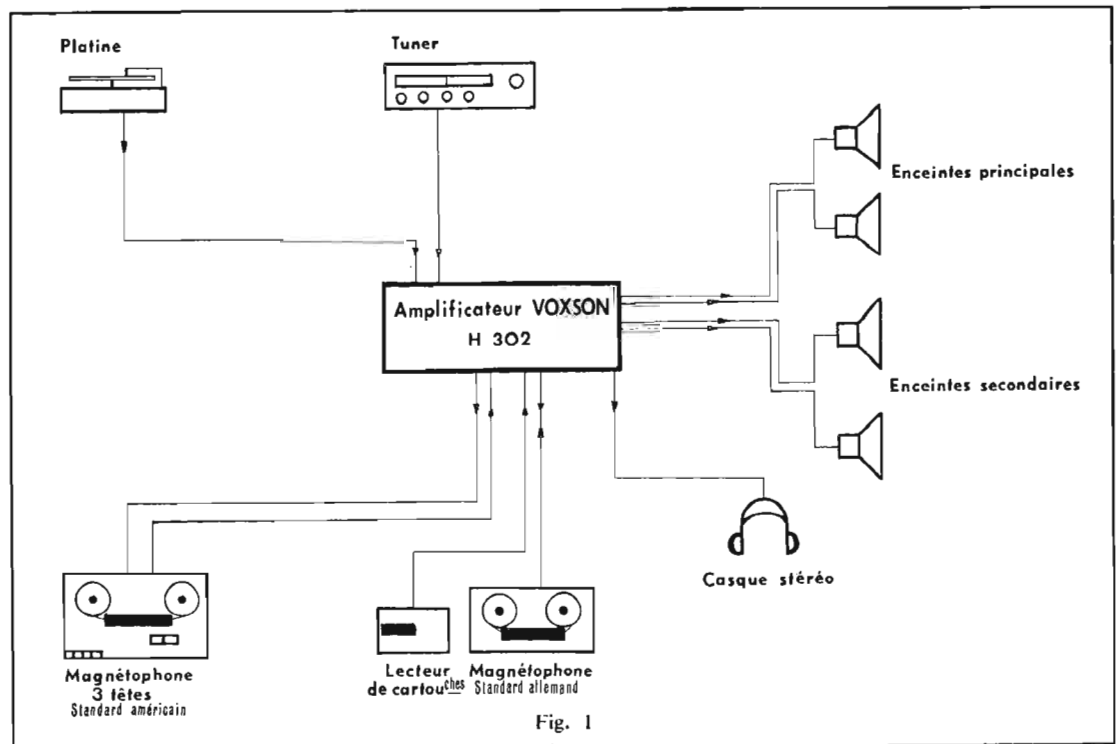 Platine
Tuner
Enceintes principales
Amplificateur VOXSON
H 302
Enceintes secondaires
Casque stéréo
Magnétophone
3 têtes
Standard américain
Lecteur
de cartouches
Magnétophone
Standard allemand
Fig. 1